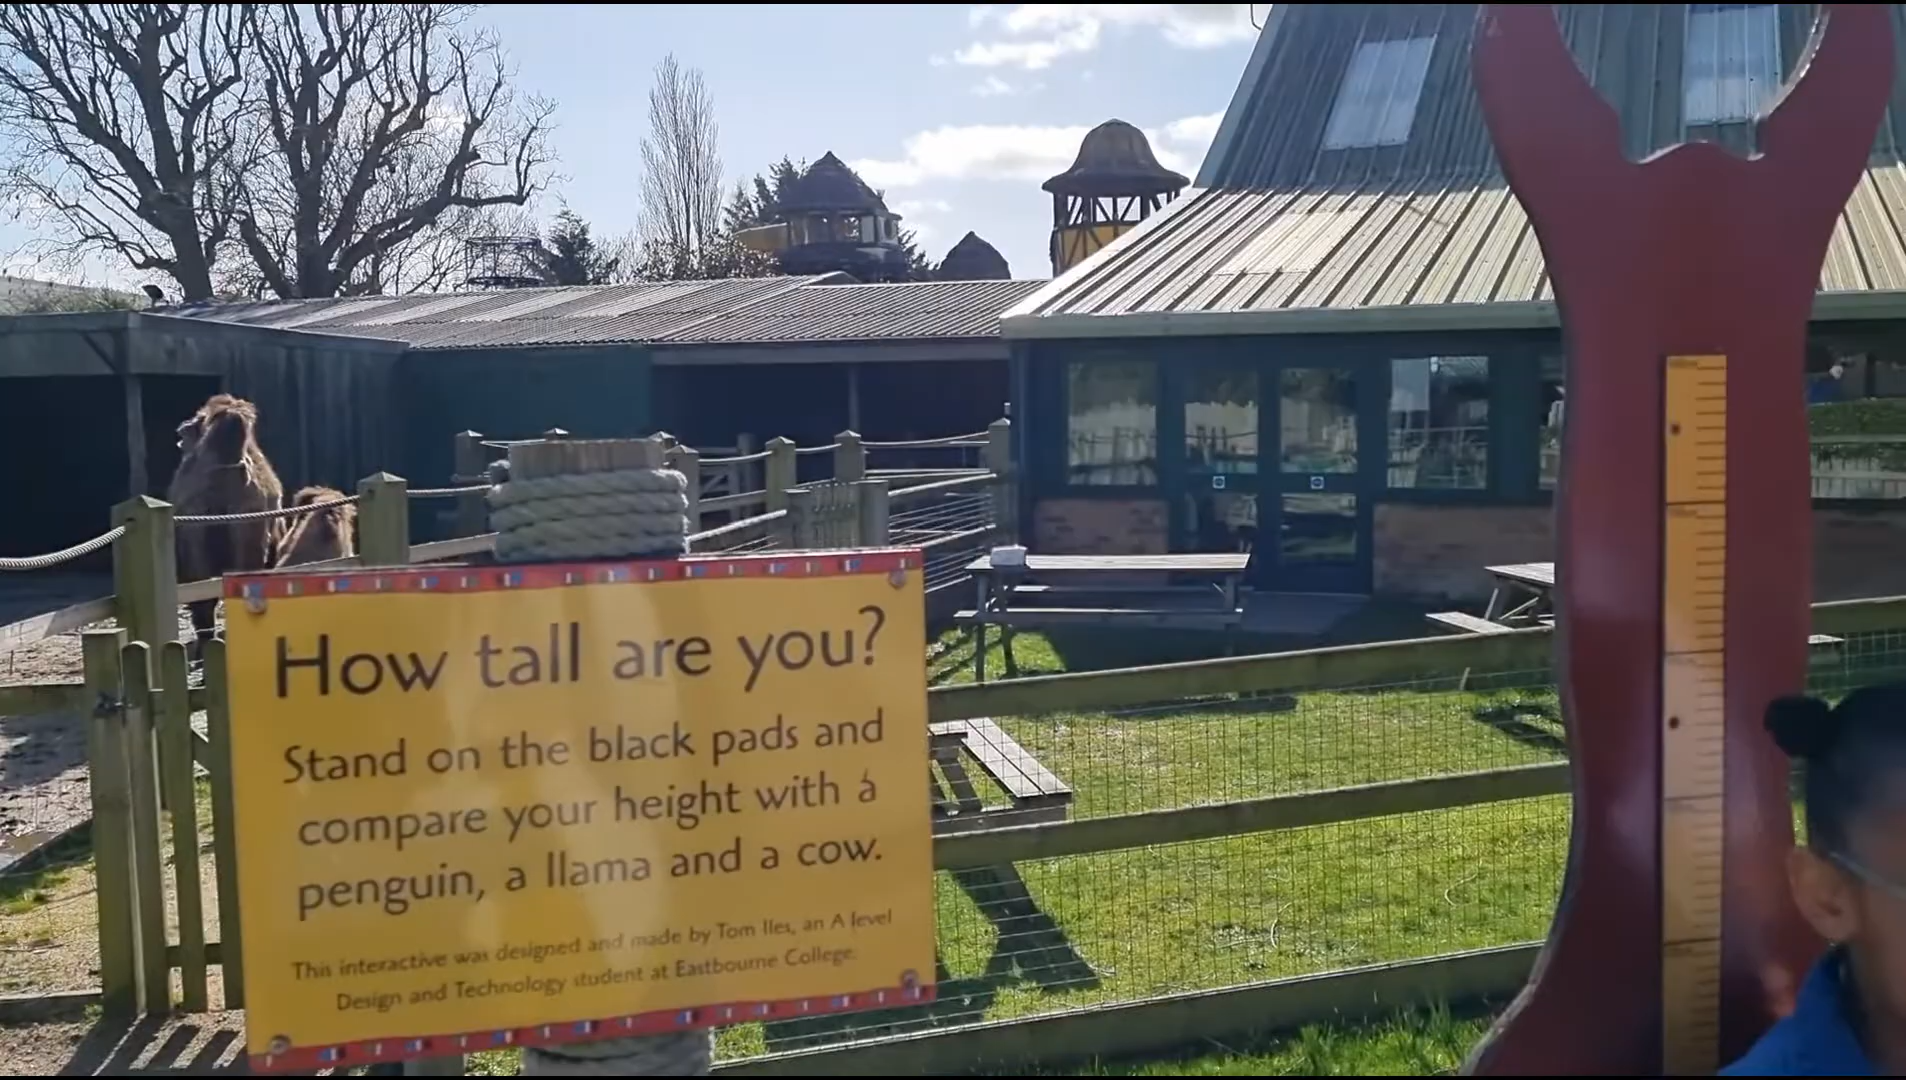 How tall are you?
Stand on the black pads and
compare your height with a
penguin, a llama and a cow.
This interactive was designed and made by Tom Iles, an A level
Design and Technology student at Eastbourne College.